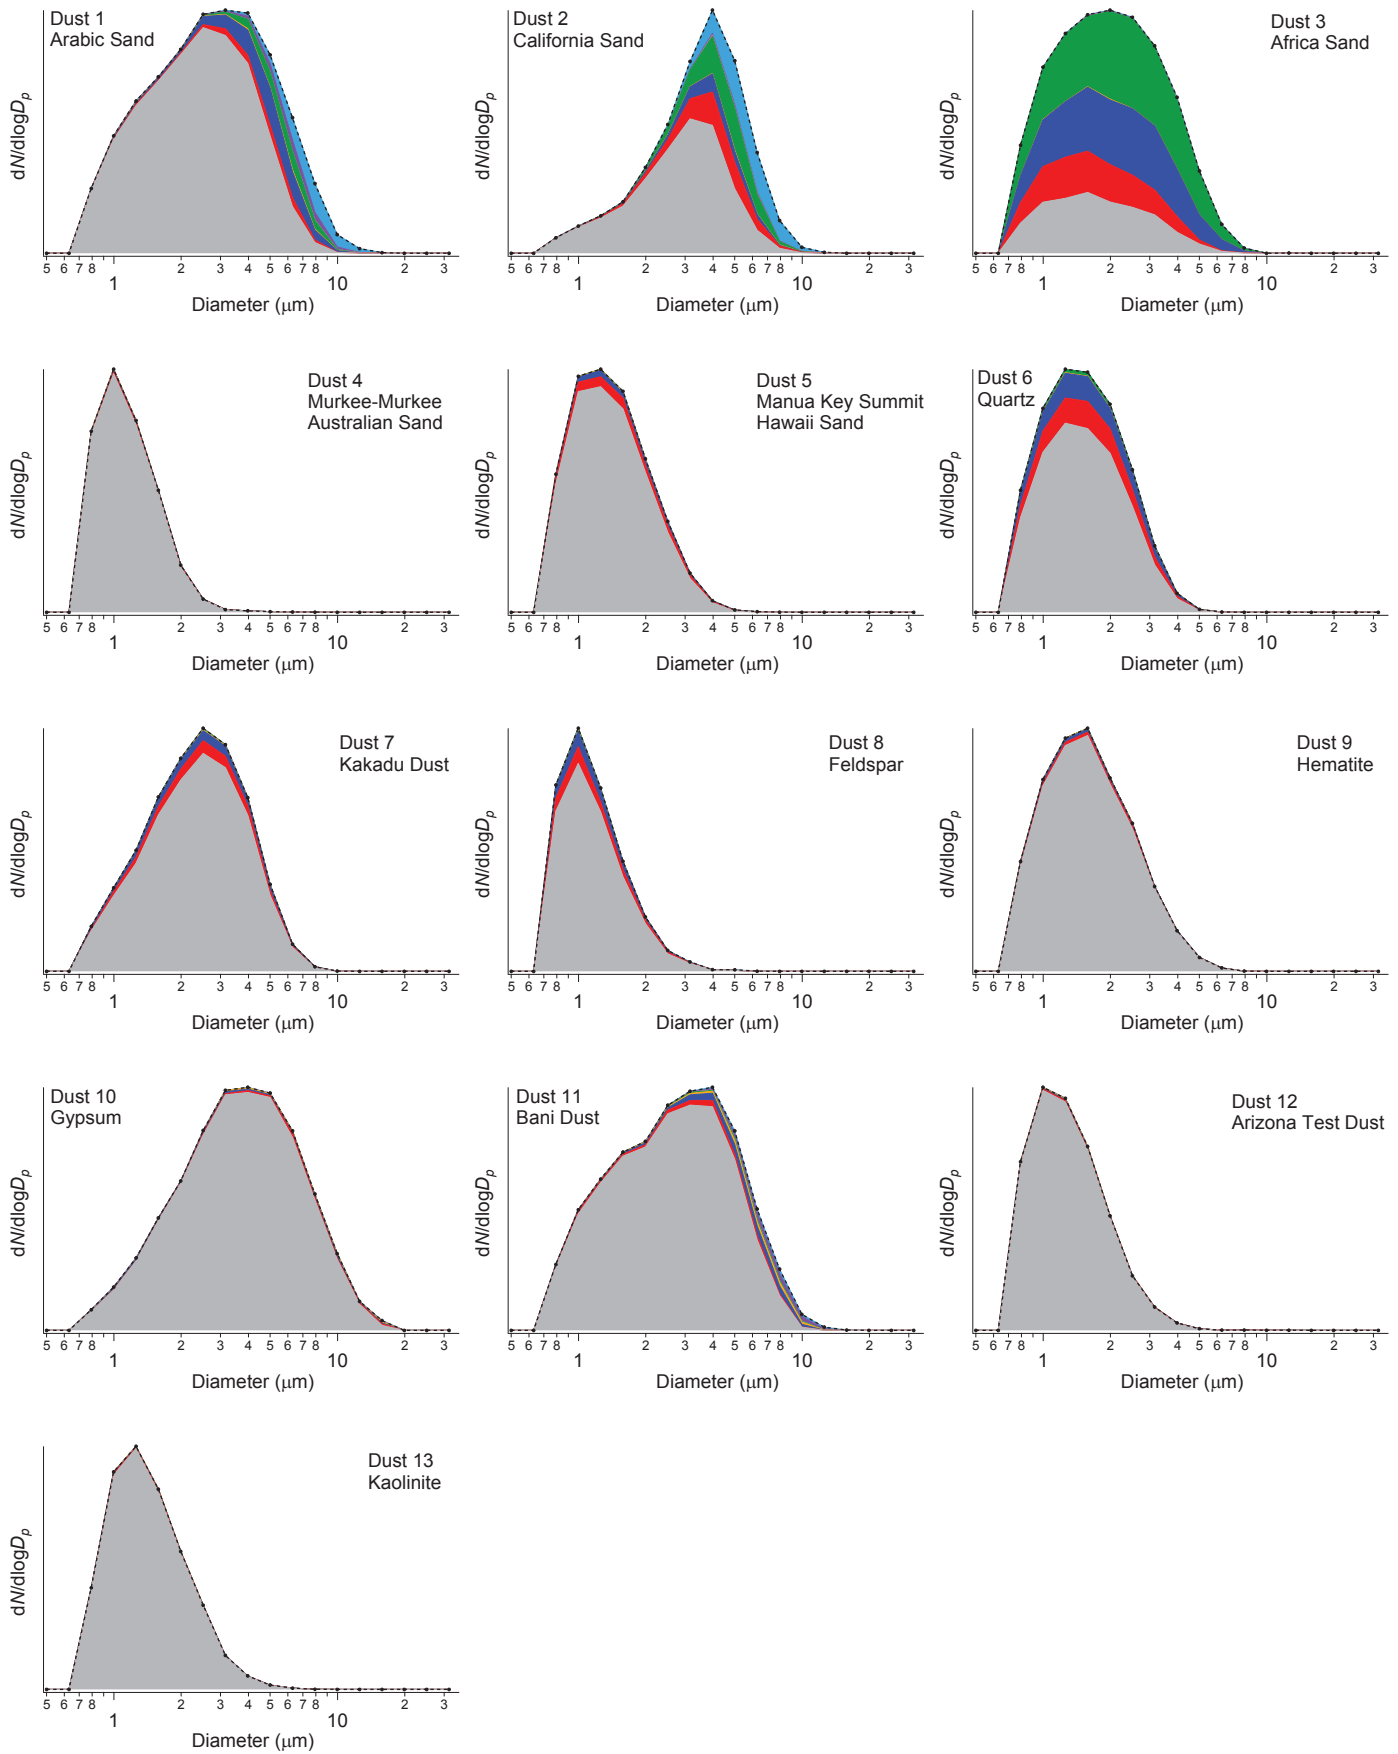 Dust 1
Arabic Sand
dN/dlogDp
5 6 7 8 2 3 4 5 6 7 8 2 3
1 10
Diameter (μm)
Dust 2
California Sand
dN/dlogDp
5 6 7 8 2 3 4 5 6 7 8 2 3
1 10
Diameter (μm)
Dust 3
Africa Sand
dN/dlogDp
5 6 7 8 2 3 4 5 6 7 8 2 3
1 10
Diameter (μm)
Dust 4
Murkee-Murkee
Australian Sand
dN/dlogDp
5 6 7 8 2 3 4 5 6 7 8 2 3
1 10
Diameter (μm)
Dust 5
Manua Key Summit
Hawaii Sand
dN/dlogDp
5 6 7 8 2 3 4 5 6 7 8 2 3
1 10
Diameter (μm)
Dust 6
Quartz
dN/dlogDp
5 6 7 8 2 3 4 5 6 7 8 2 3
1 10
Diameter (μm)
Dust 7
Kakadu Dust
dN/dlogDp
5 6 7 8 2 3 4 5 6 7 8 2 3
1 10
Diameter (μm)
Dust 8
Feldspar
dN/dlogDp
5 6 7 8 2 3 4 5 6 7 8 2 3
1 10
Diameter (μm)
Dust 9
Hematite
dN/dlogDp
5 6 7 8 2 3 4 5 6 7 8 2 3
1 10
Diameter (μm)
Dust 10
Gypsum
dN/dlogDp
5 6 7 8 2 3 4 5 6 7 8 2 3
1 10
Diameter (μm)
Dust 11
Bani Dust
dN/dlogDp
5 6 7 8 2 3 4 5 6 7 8 2 3
1 10
Diameter (μm)
Dust 12
Arizona Test Dust
dN/dlogDp
5 6 7 8 2 3 4 5 6 7 8 2 3
1 10
Diameter (μm)
Dust 13
Kaolinite
dN/dlogDp
5 6 7 8 2 3 4 5 6 7 8 2 3
1 10
Diameter (μm)